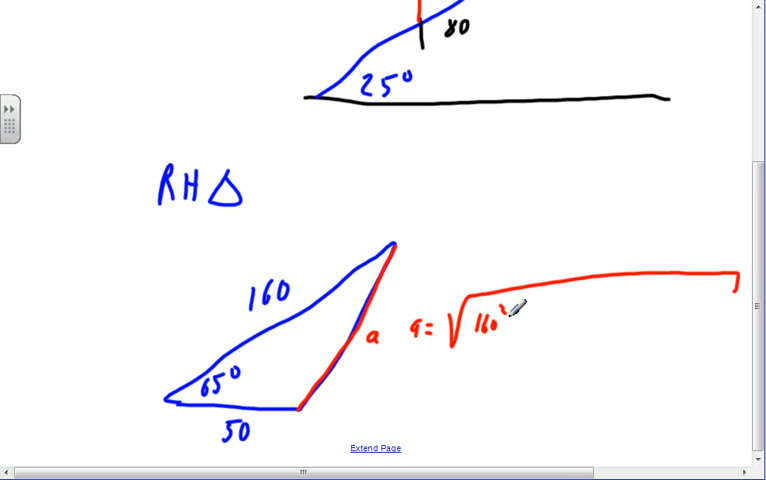 80
25°
RH△
160
a
a = √160²
65°
50
Extend Page